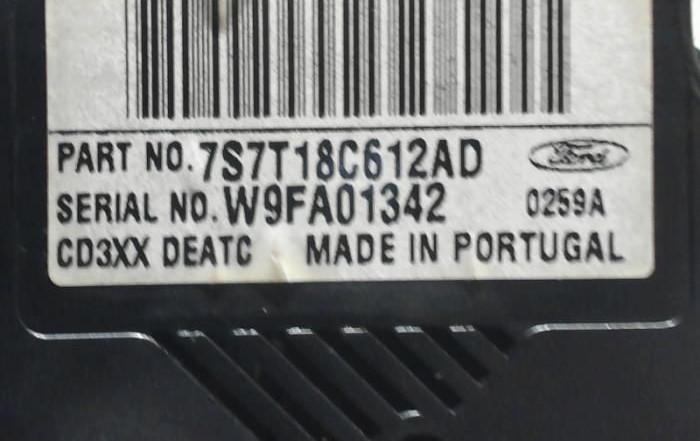 PART NO. 7S7T18C612AD Ford
SERIAL NO. W9FA01342 0259A
CD3XX DEATC MADE IN PORTUGAL